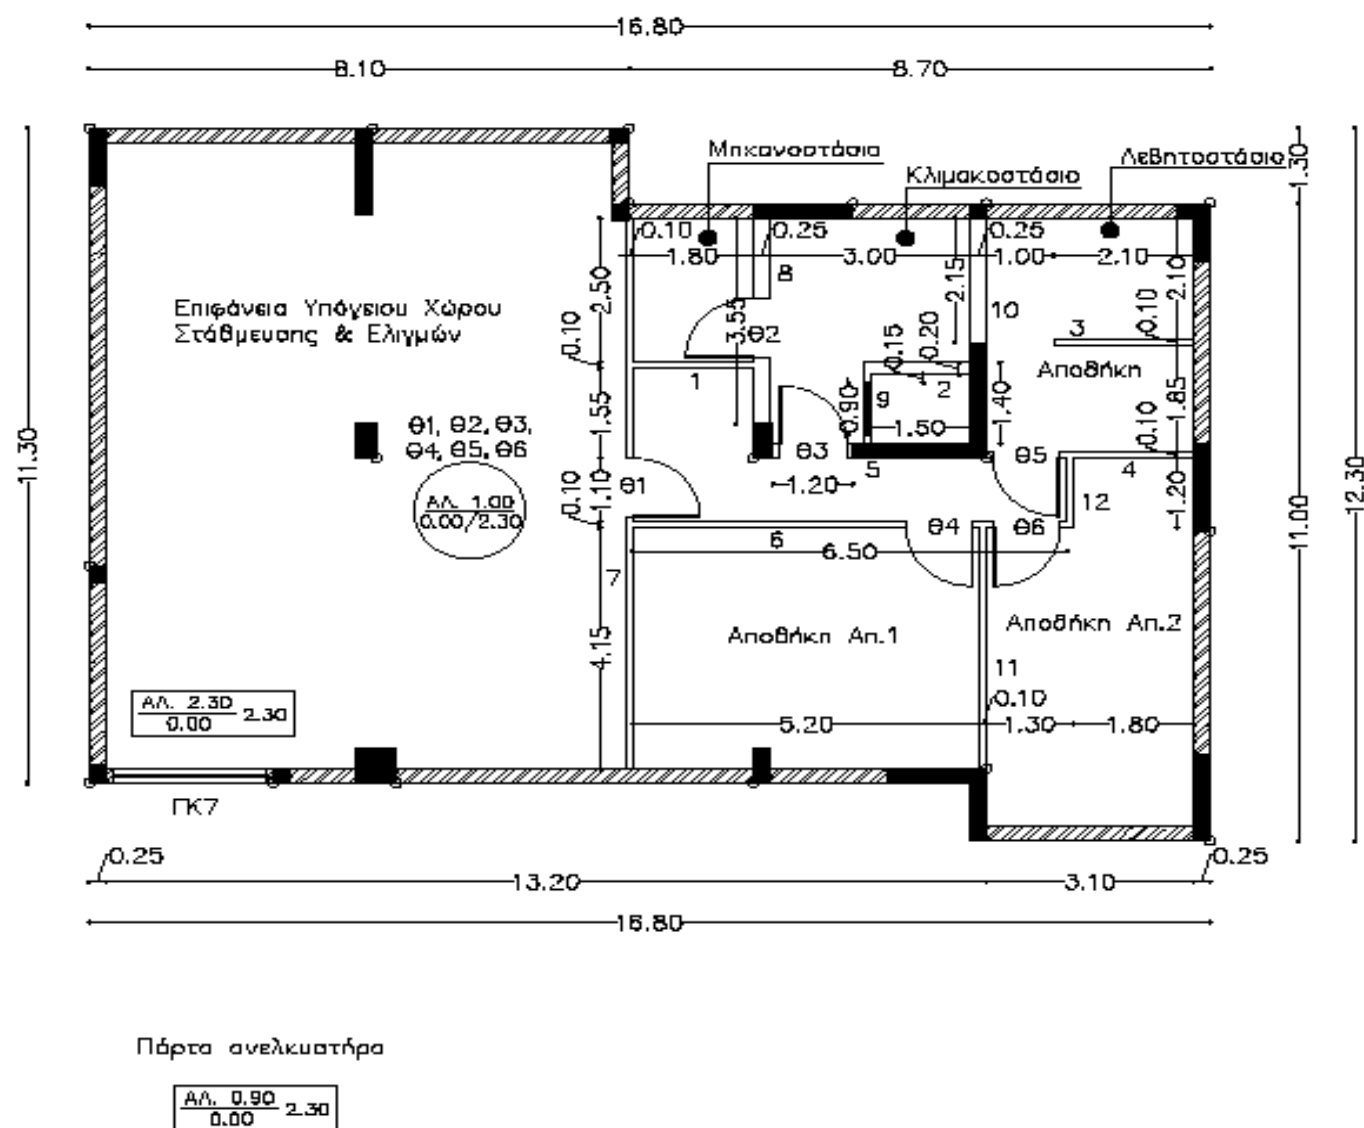 16.80
8.10 8.70
Μηκανοστάσιο
Κλιμακοστάσιο
Λεβητοστάσιο
1.30
0.10 0.25 0.25
1.80 3.00 1.00 2.10
8
2.50
3.55
2.15
10
2.10
Επιφάνεια Υπόγειου Χώρου
Στάθμευσης & Ελιγμών
0.10
Θ2
0.15
0.20
3
0.10
1
9
2
Αποθήκη
1.55
0.90
1.50
1.40
1.85
0.10
Θ1, Θ2, Θ3,
Θ4, Θ5, Θ6
11.30
Θ3
5
Θ5
4
12.30
ΑΛ. 1.00
0.00/2.30
0.10
1.10
Θ1
1.20
12
1.20
11.00
6
6.50
Θ4
Θ6
7
4.15
Αποθήκη Απ.1
Αποθήκη Απ.2
11
0.10
5.20 1.30 1.80
ΑΛ. 2.30
0.00
2.30
ΓΚ7
0.25 0.25
13.20 3.10
16.80
Πόρτα ανελκυστήρα
ΑΛ. 0.90
0.00
2.30